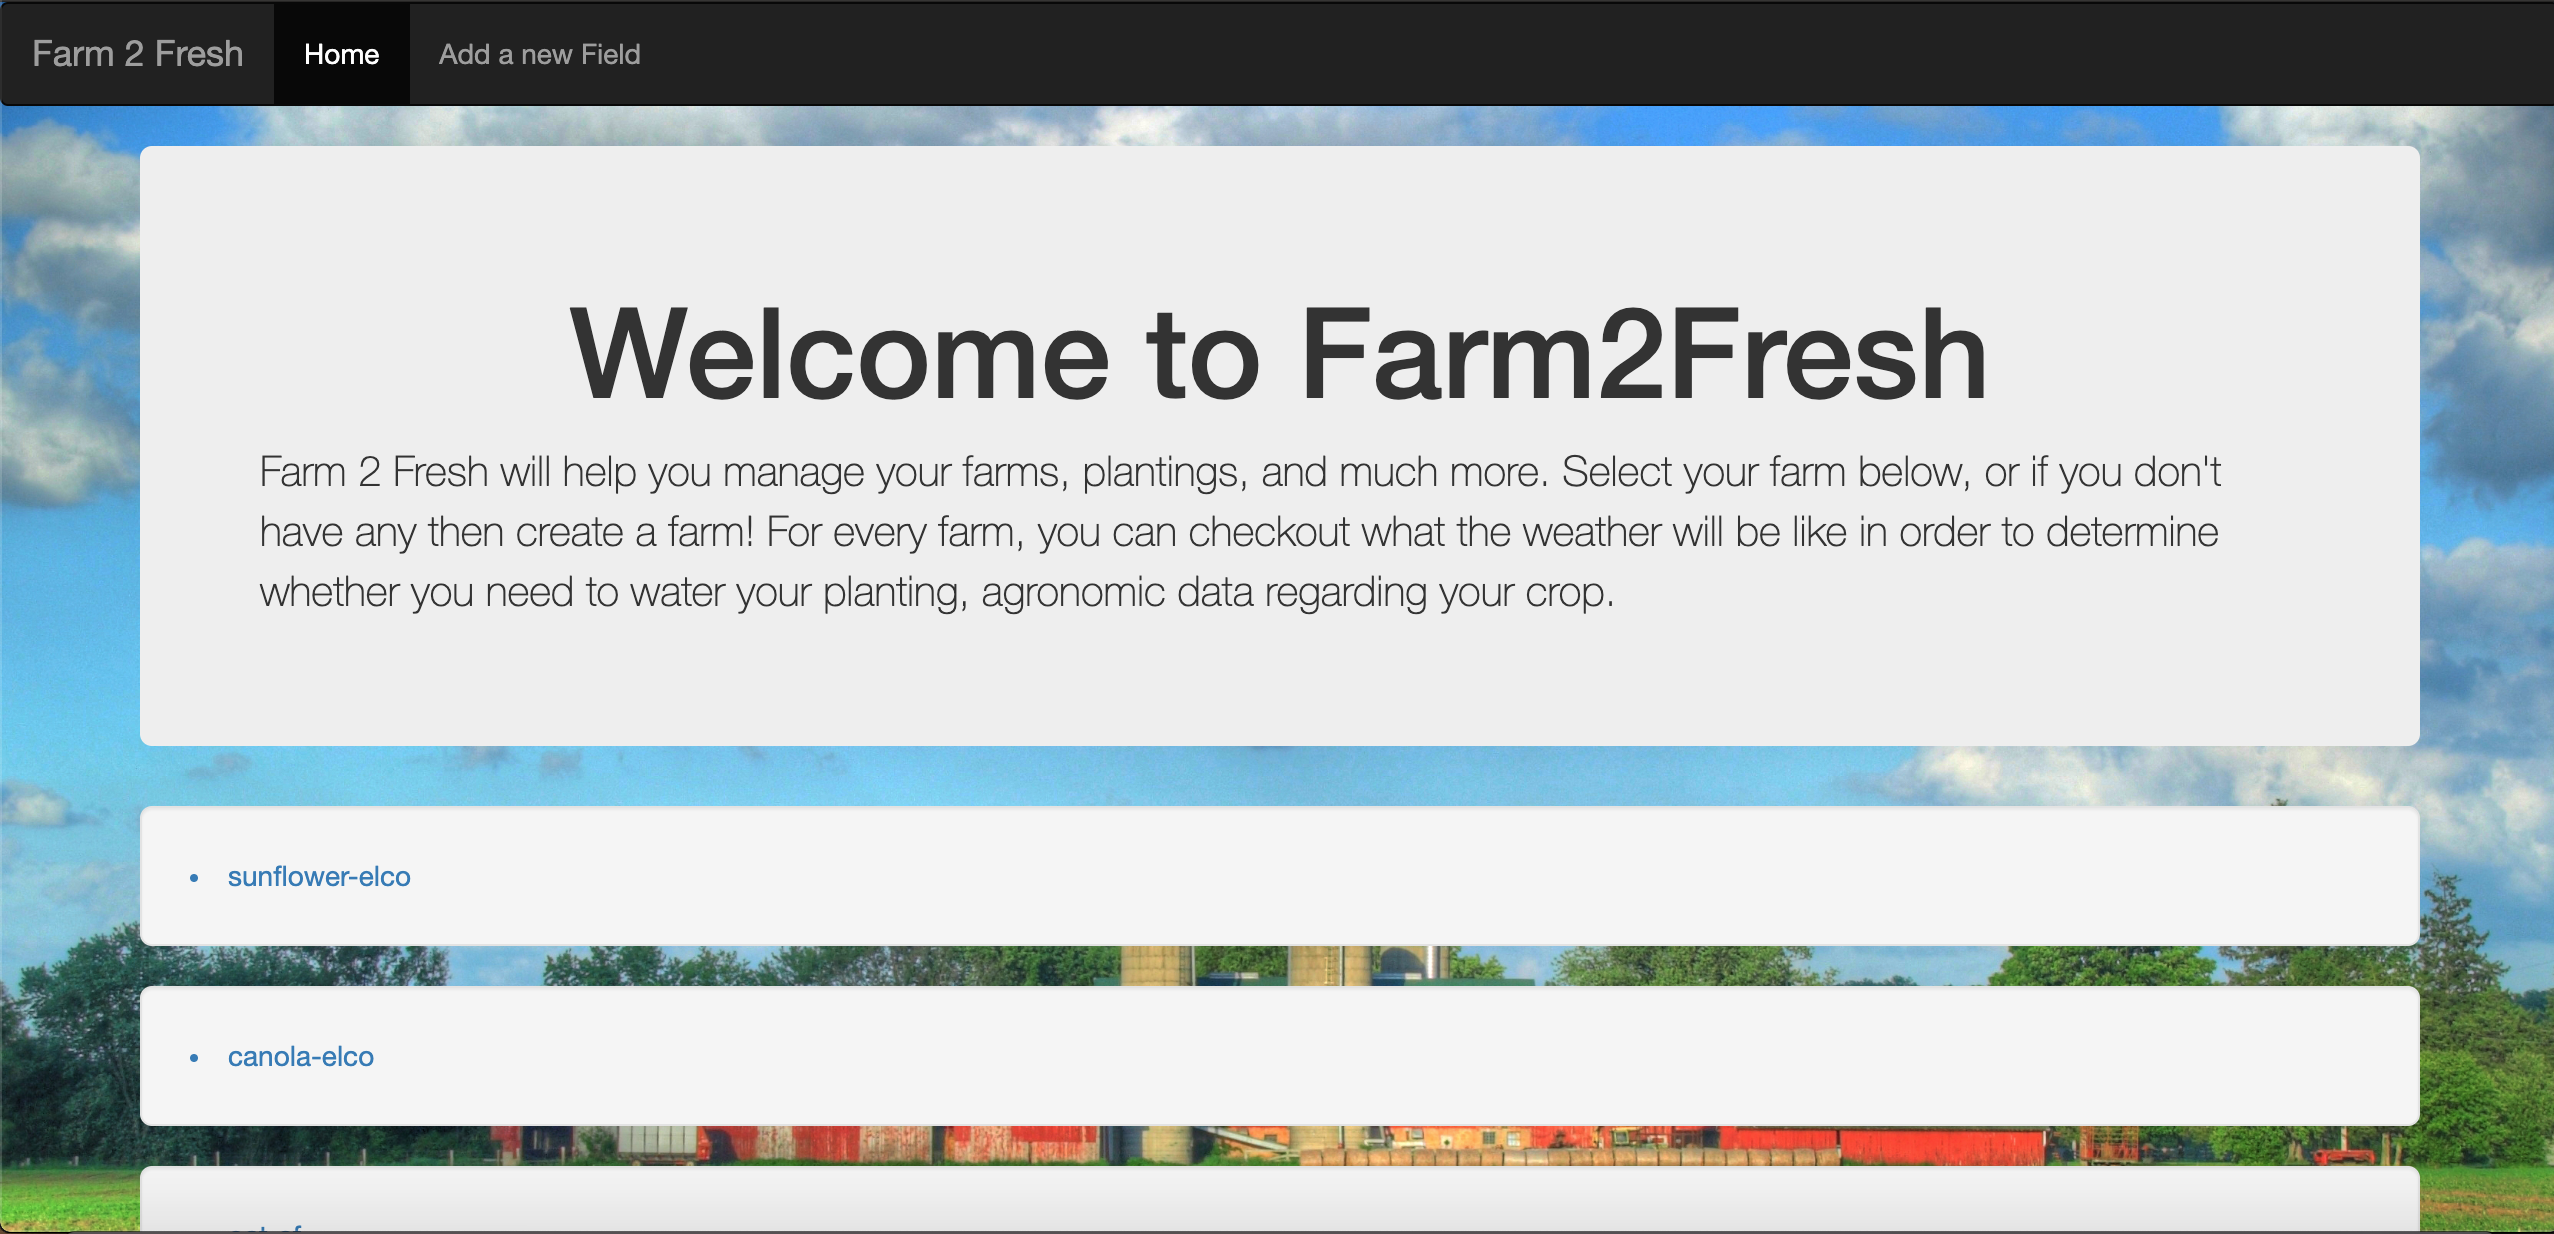 Farm 2 Fresh Home Add a new Field
Welcome to Farm2Fresh
Farm 2 Fresh will help you manage your farms, plantings, and much more. Select your farm below, or if you don't
have any then create a farm! For every farm, you can checkout what the weather will be like in order to determine
whether you need to water your planting, agronomic data regarding your crop.
• sunflower-elco
• canola-elco